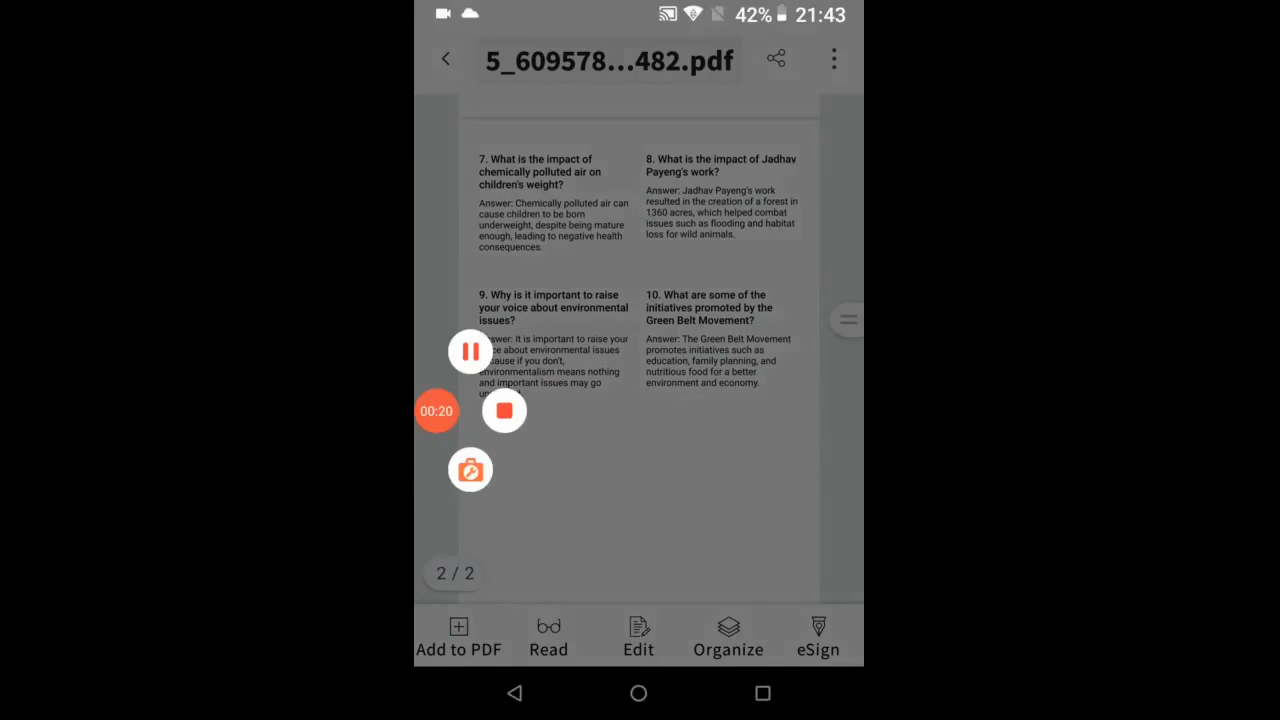 42% 21:43
5_609578...482.pdf
7. What is the impact of
chemically polluted air on
children's weight?
Answer: Chemically polluted air can
cause children to be born
underweight, despite being mature
enough, leading to negative health
consequences.
8. What is the impact of Jadhav
Payeng's work?
Answer: Jadhav Payeng's work
resulted in the creation of a forest in
1360 acres, which helped combat
issues such as flooding and habitat
loss for wild animals.
9. Why is it important to raise
your voice about environmental
issues?
swer: It is important to raise your
ce about environmental issues
cause if you don't,
environmentalism means nothing
and important issues may go
10. What are some of the
initiatives promoted by the
Green Belt Movement?
Answer: The Green Belt Movement
promotes initiatives such as
education, family planning, and
nutritious food for a better
environment and economy.
00:20
2 / 2
Add to PDF Read Edit Organize eSign